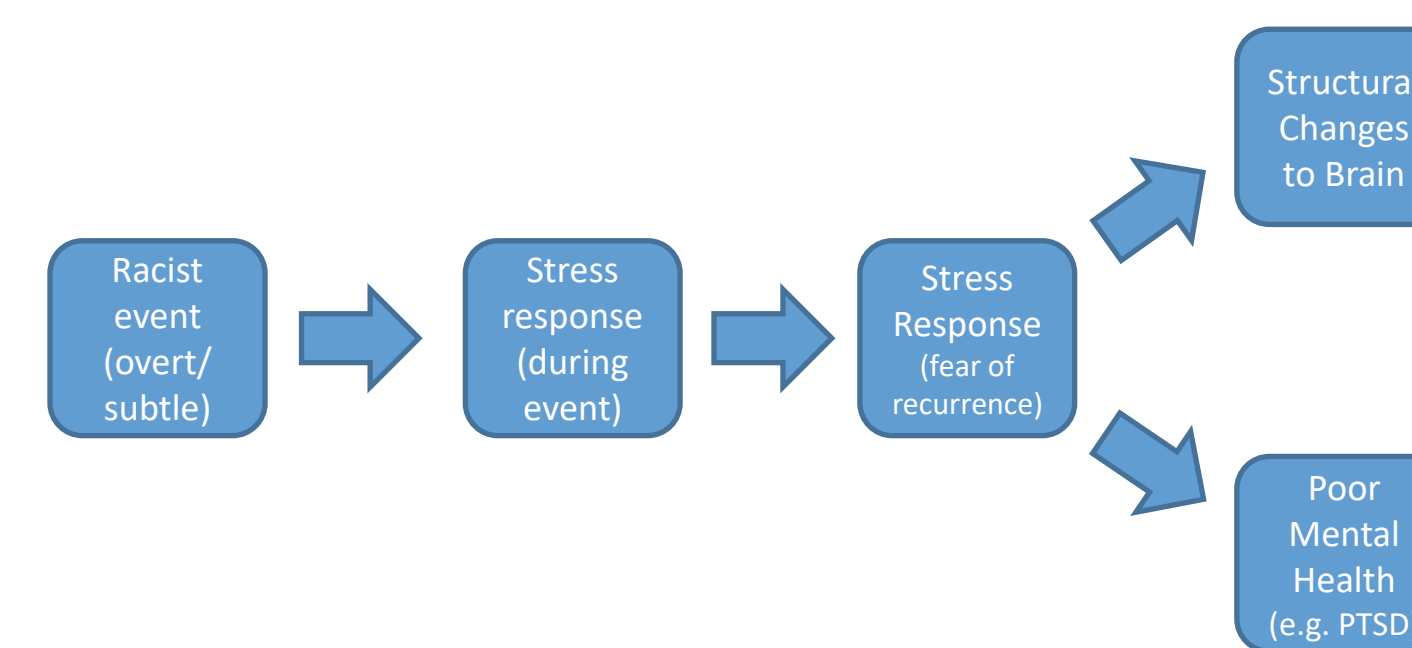 Racist
event
(overt/
subtle)
Stress
response
(during
event)
Stress
Response
(fear of
recurrence)
Structura
Changes
to Brain
Poor
Mental
Health
(e.g. PTSD